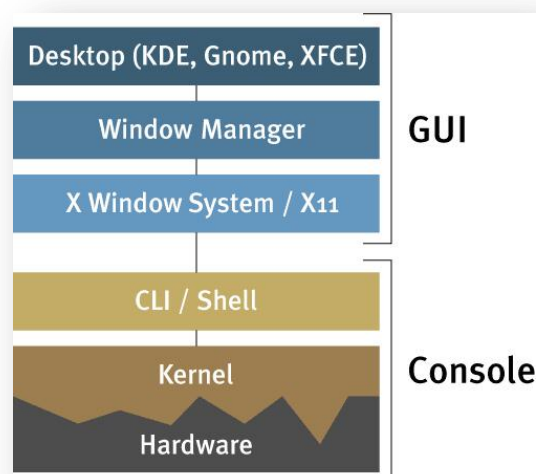 Desktop (KDE, Gnome, XFCE)
Window Manager
X Window System / X11
GUI
CLI / Shell
Kernel
Hardware
Console